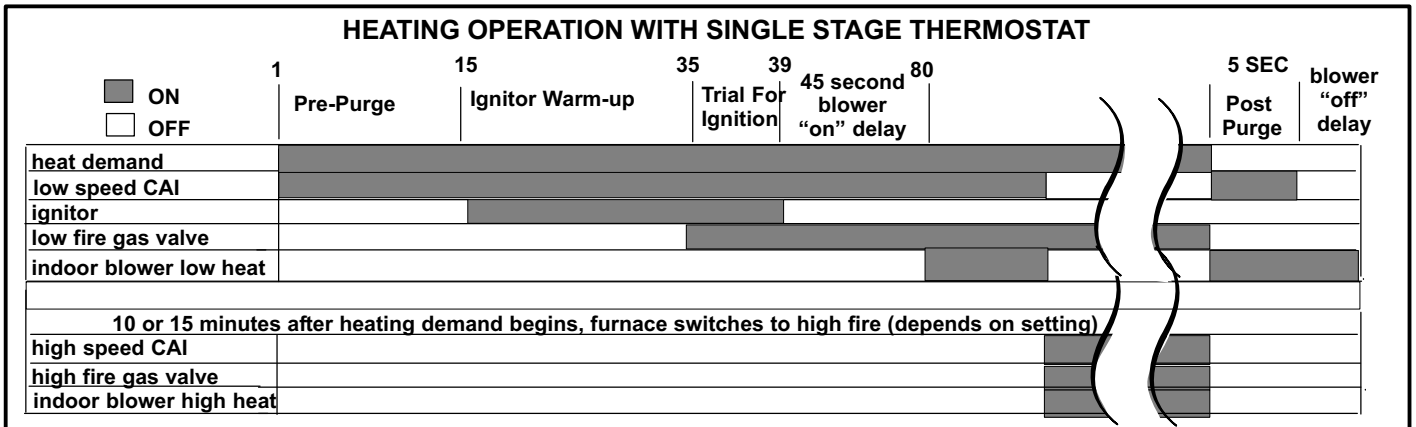 HEATING OPERATION WITH SINGLE STAGE THERMOSTAT
1 15 35 39 80 5 SEC
ON
OFF
Pre-Purge
Ignitor Warm-up
Trial For
Ignition
45 second
blower
“on” delay
Post
Purge
blower
“off”
delay
heat demand
low speed CAI
ignitor
low fire gas valve
indoor blower low heat
10 or 15 minutes after heating demand begins, furnace switches to high fire (depends on setting)
high speed CAI
high fire gas valve
indoor blower high heat